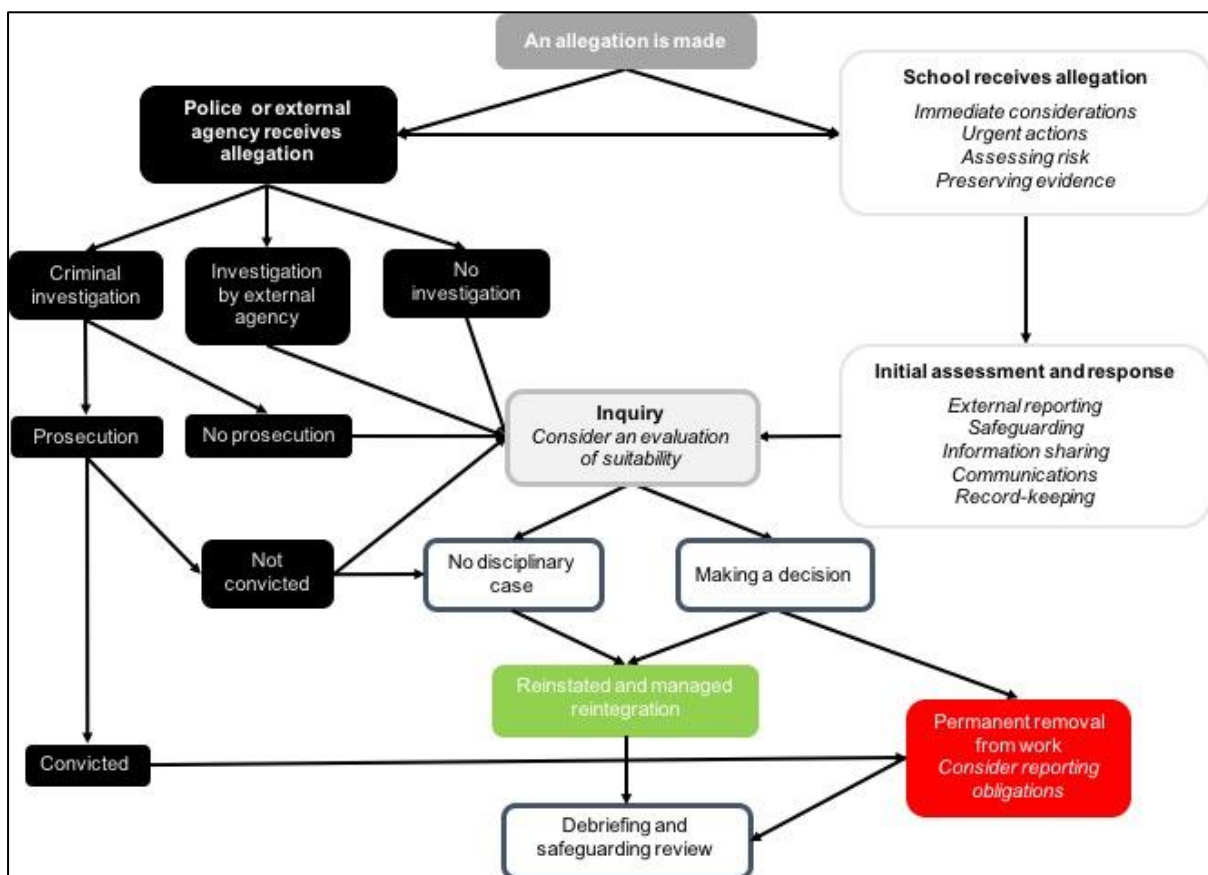 An allegation is made
School receives allegation
Immediate considerations
Urgent actions
Assessing risk
Preserving evidence
Police or external
agency receives
allegation
Criminal
investigation
Investigation
by external
agency
No
investigation
Initial assessment and response
External reporting
Safeguarding
Information sharing
Communications
Record-keeping
Inquiry
Consider an evaluation
of suitability
Prosecution
No prosecution
Not
convicted
No disciplinary
case
Making a decision
Reinstated and managed
reintegration
Permanent removal
from work
Consider reporting
obligations
Convicted
Debriefing and
safeguarding review